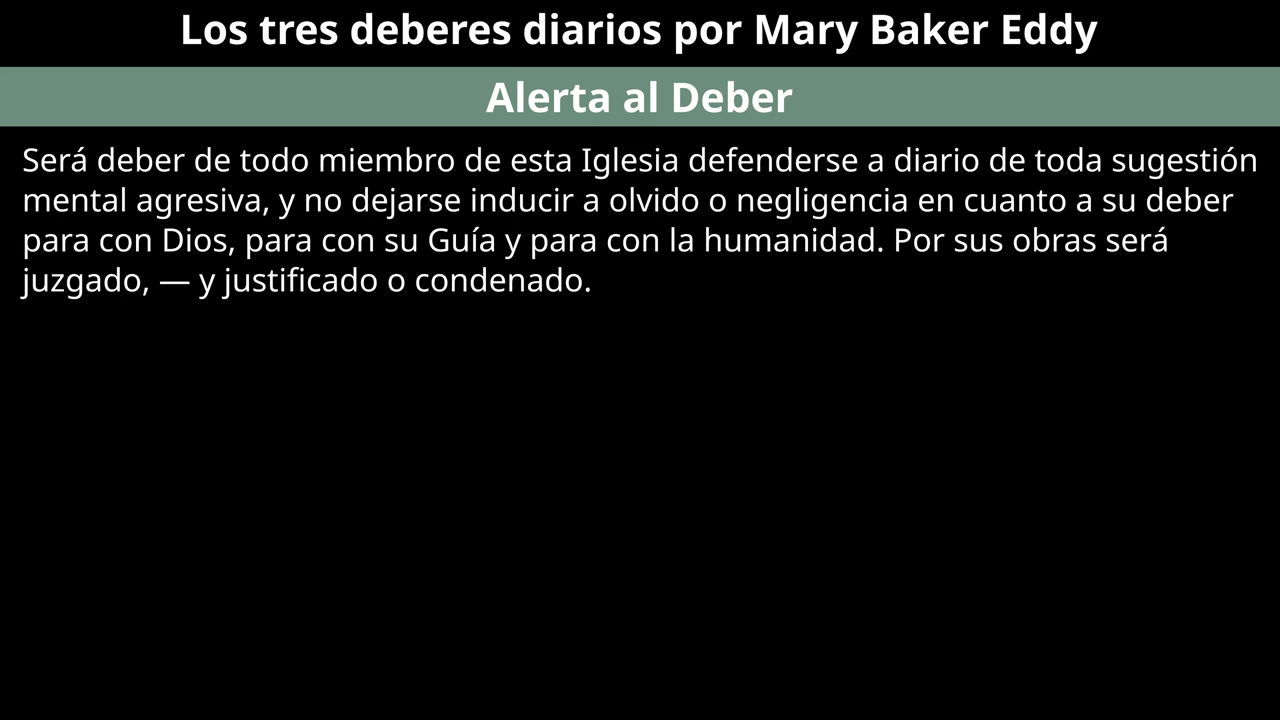 Los tres deberes diarios por Mary Baker Eddy
Alerta al Deber
Será deber de todo miembro de esta Iglesia defenderse a diario de toda sugestión
mental agresiva, y no dejarse inducir a olvido o negligencia en cuanto a su deber
para con Dios, para con su Guía y para con la humanidad. Por sus obras será
juzgado, — y justificado o condenado.